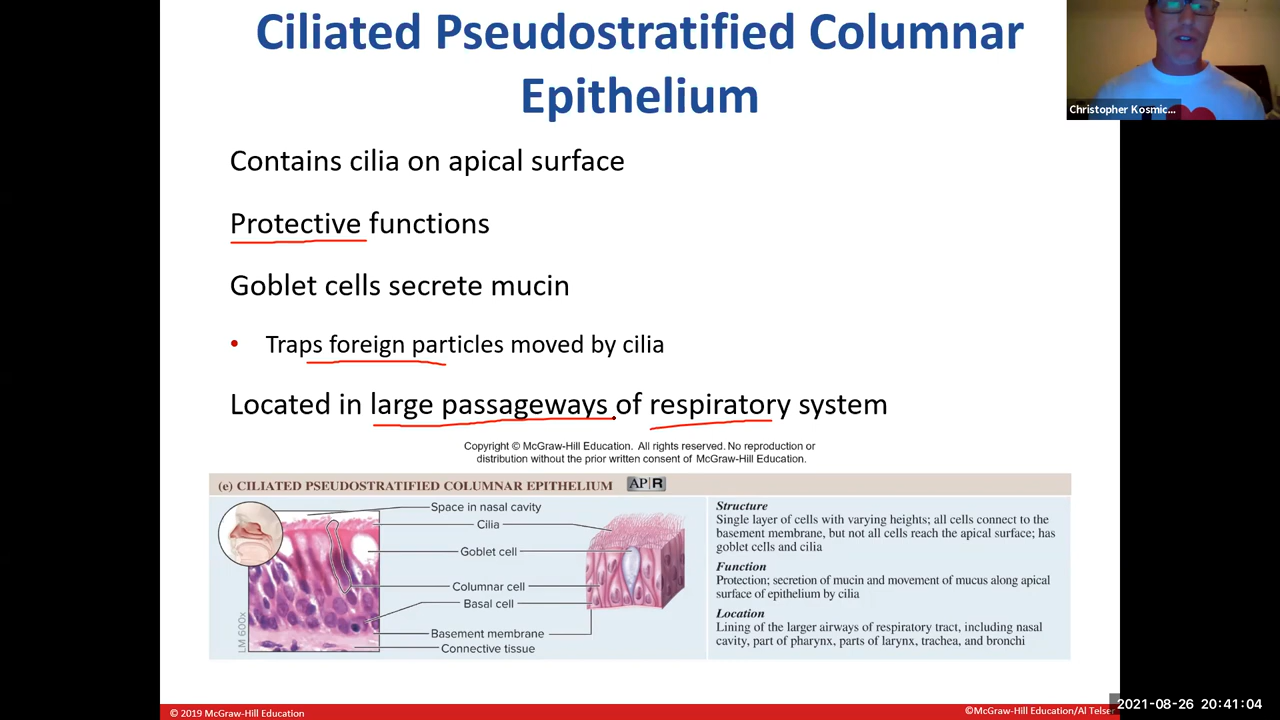 Ciliated Pseudostratified Columnar
Epithelium
Christopher Kosmic...
Contains cilia on apical surface
Protective functions
Goblet cells secrete mucin
• Traps foreign particles moved by cilia
Located in large passageways of respiratory system
Copyright © McGraw-Hill Education. All rights reserved. No reproduction or
distribution without the prior written consent of McGraw-Hill Education.
(e) CILIATED PSEUDOSTRATIFIED COLUMNAR EPITHELIUM AP|R
Space in nasal cavity
Cilia
Goblet cell
Columnar cell
Basal cell
Basement membrane
Connective tissue
LM 600x
Structure
Single layer of cells with varying heights; all cells connect to the
basement membrane, but not all cells reach the apical surface; has
goblet cells and cilia
Function
Protection; secretion of mucin and movement of mucus along apical
surface of epithelium by cilia
Location
Lining of the larger airways of respiratory tract, including nasal
cavity, part of pharynx, parts of larynx, trachea, and bronchi
© 2019 McGraw-Hill Education
©McGraw-Hill Education/Al Telser
2021-08-26 20:41:04